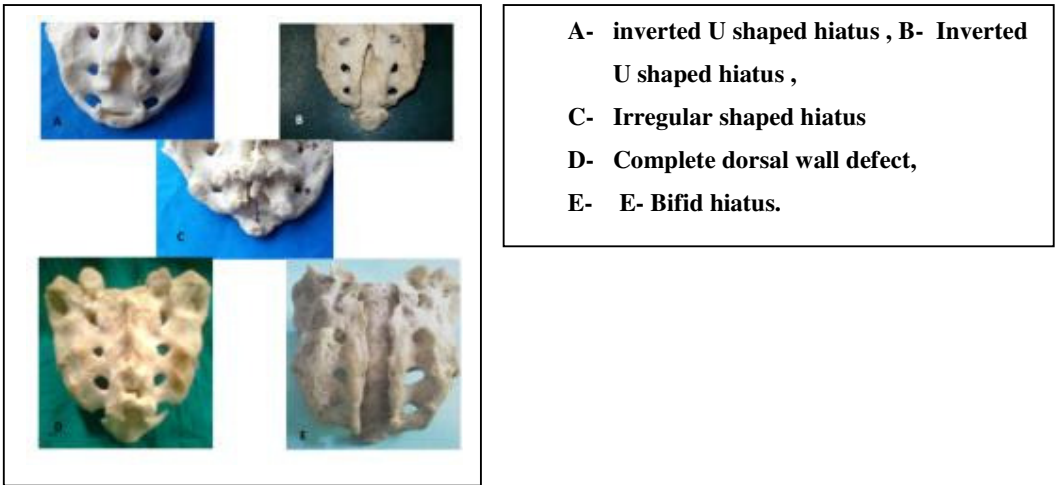 A
B
C
D
E
A- inverted U shaped hiatus , B- Inverted
U shaped hiatus ,
C- Irregular shaped hiatus
D- Complete dorsal wall defect,
E- E- Bifid hiatus.